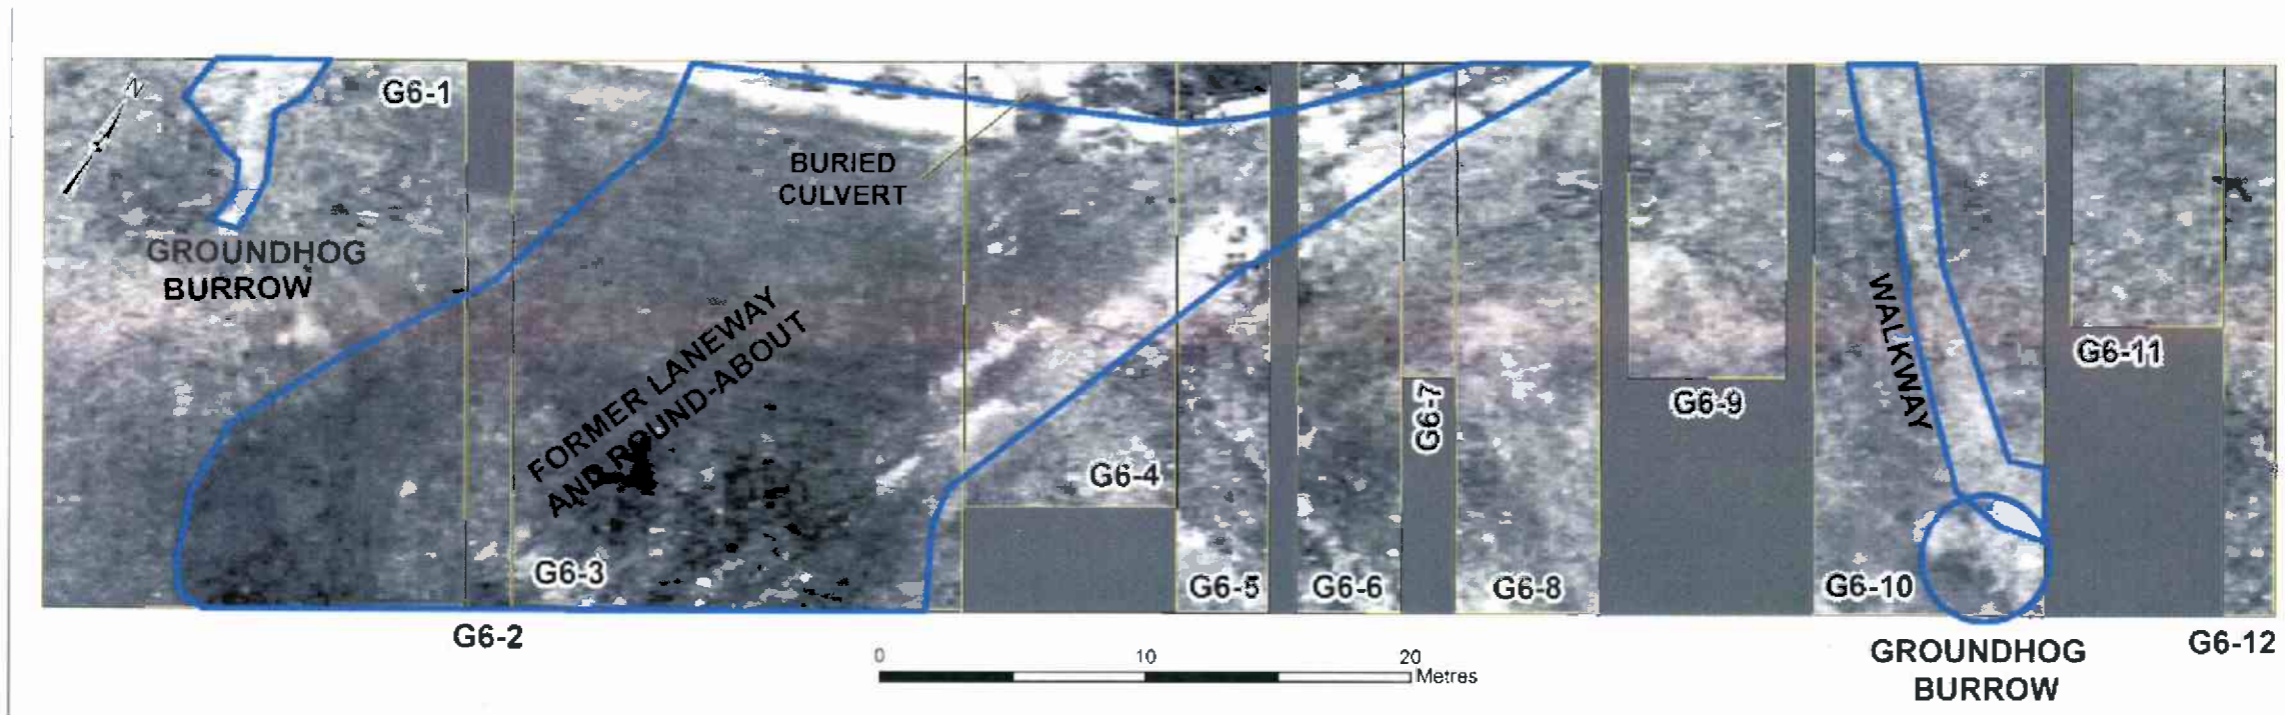 N
G6-1
GROUNDHOG
BURROW
BURIED
CULVERT
FORMER LANEWAY
AND ROUND-ABOUT
G6-2
G6-3
G6-4
G6-5
G6-6
G6-7
G6-8
G6-9
WALKWAY
G6-10
G6-11
G6-12
GROUNDHOG
BURROW
0 10 20
Metres